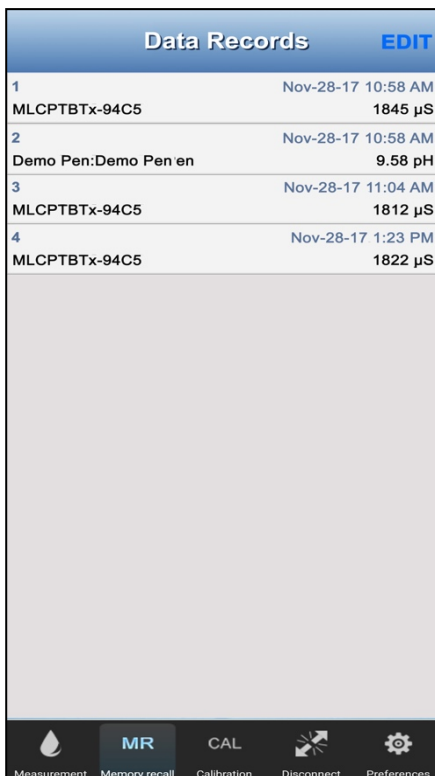 Data Records EDIT
1 Nov-28-17 10:58 AM
MLCPTBTx-94C5 1845 µS
2 Nov-28-17 10:58 AM
Demo Pen:Demo Pen en 9.58 pH
3 Nov-28-17 11:04 AM
MLCPTBTx-94C5 1812 µS
4 Nov-28-17 1:23 PM
MLCPTBTx-94C5 1822 µS
MR CAL
Measurement Memory recall Calibration Disconnect Preferences